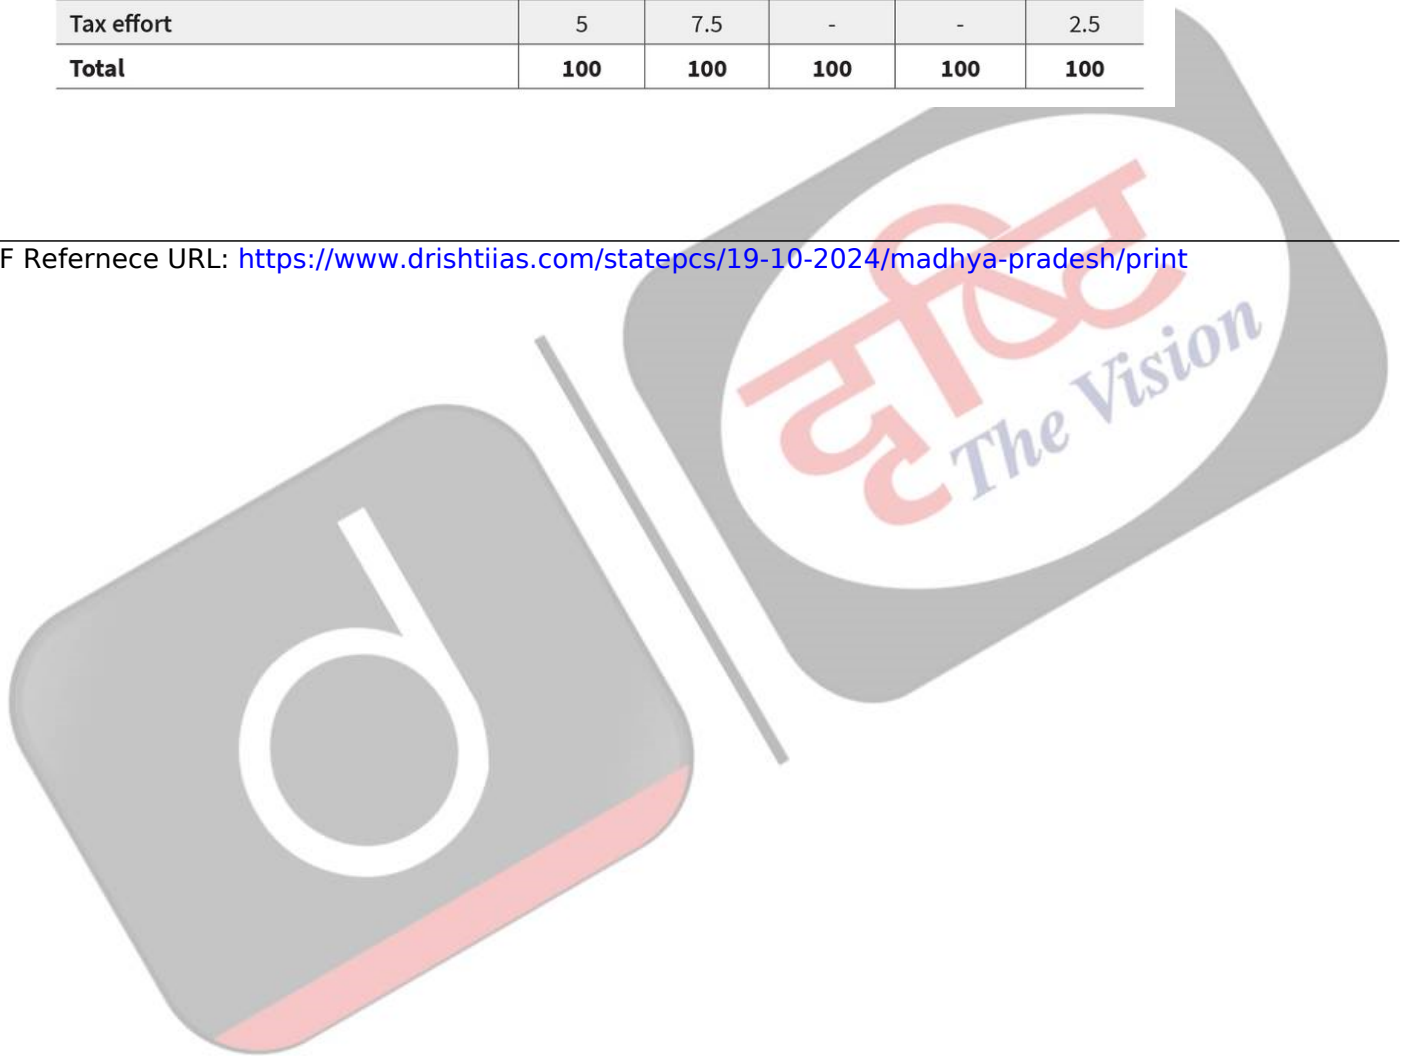 Tax effort 5 7.5 - - 2.5
Total 100 100 100 100 100
F Refernece URL: https://www.drishtiias.com/statepcs/19-10-2024/madhya-pradesh/print
दृष्टि
The Vision
d